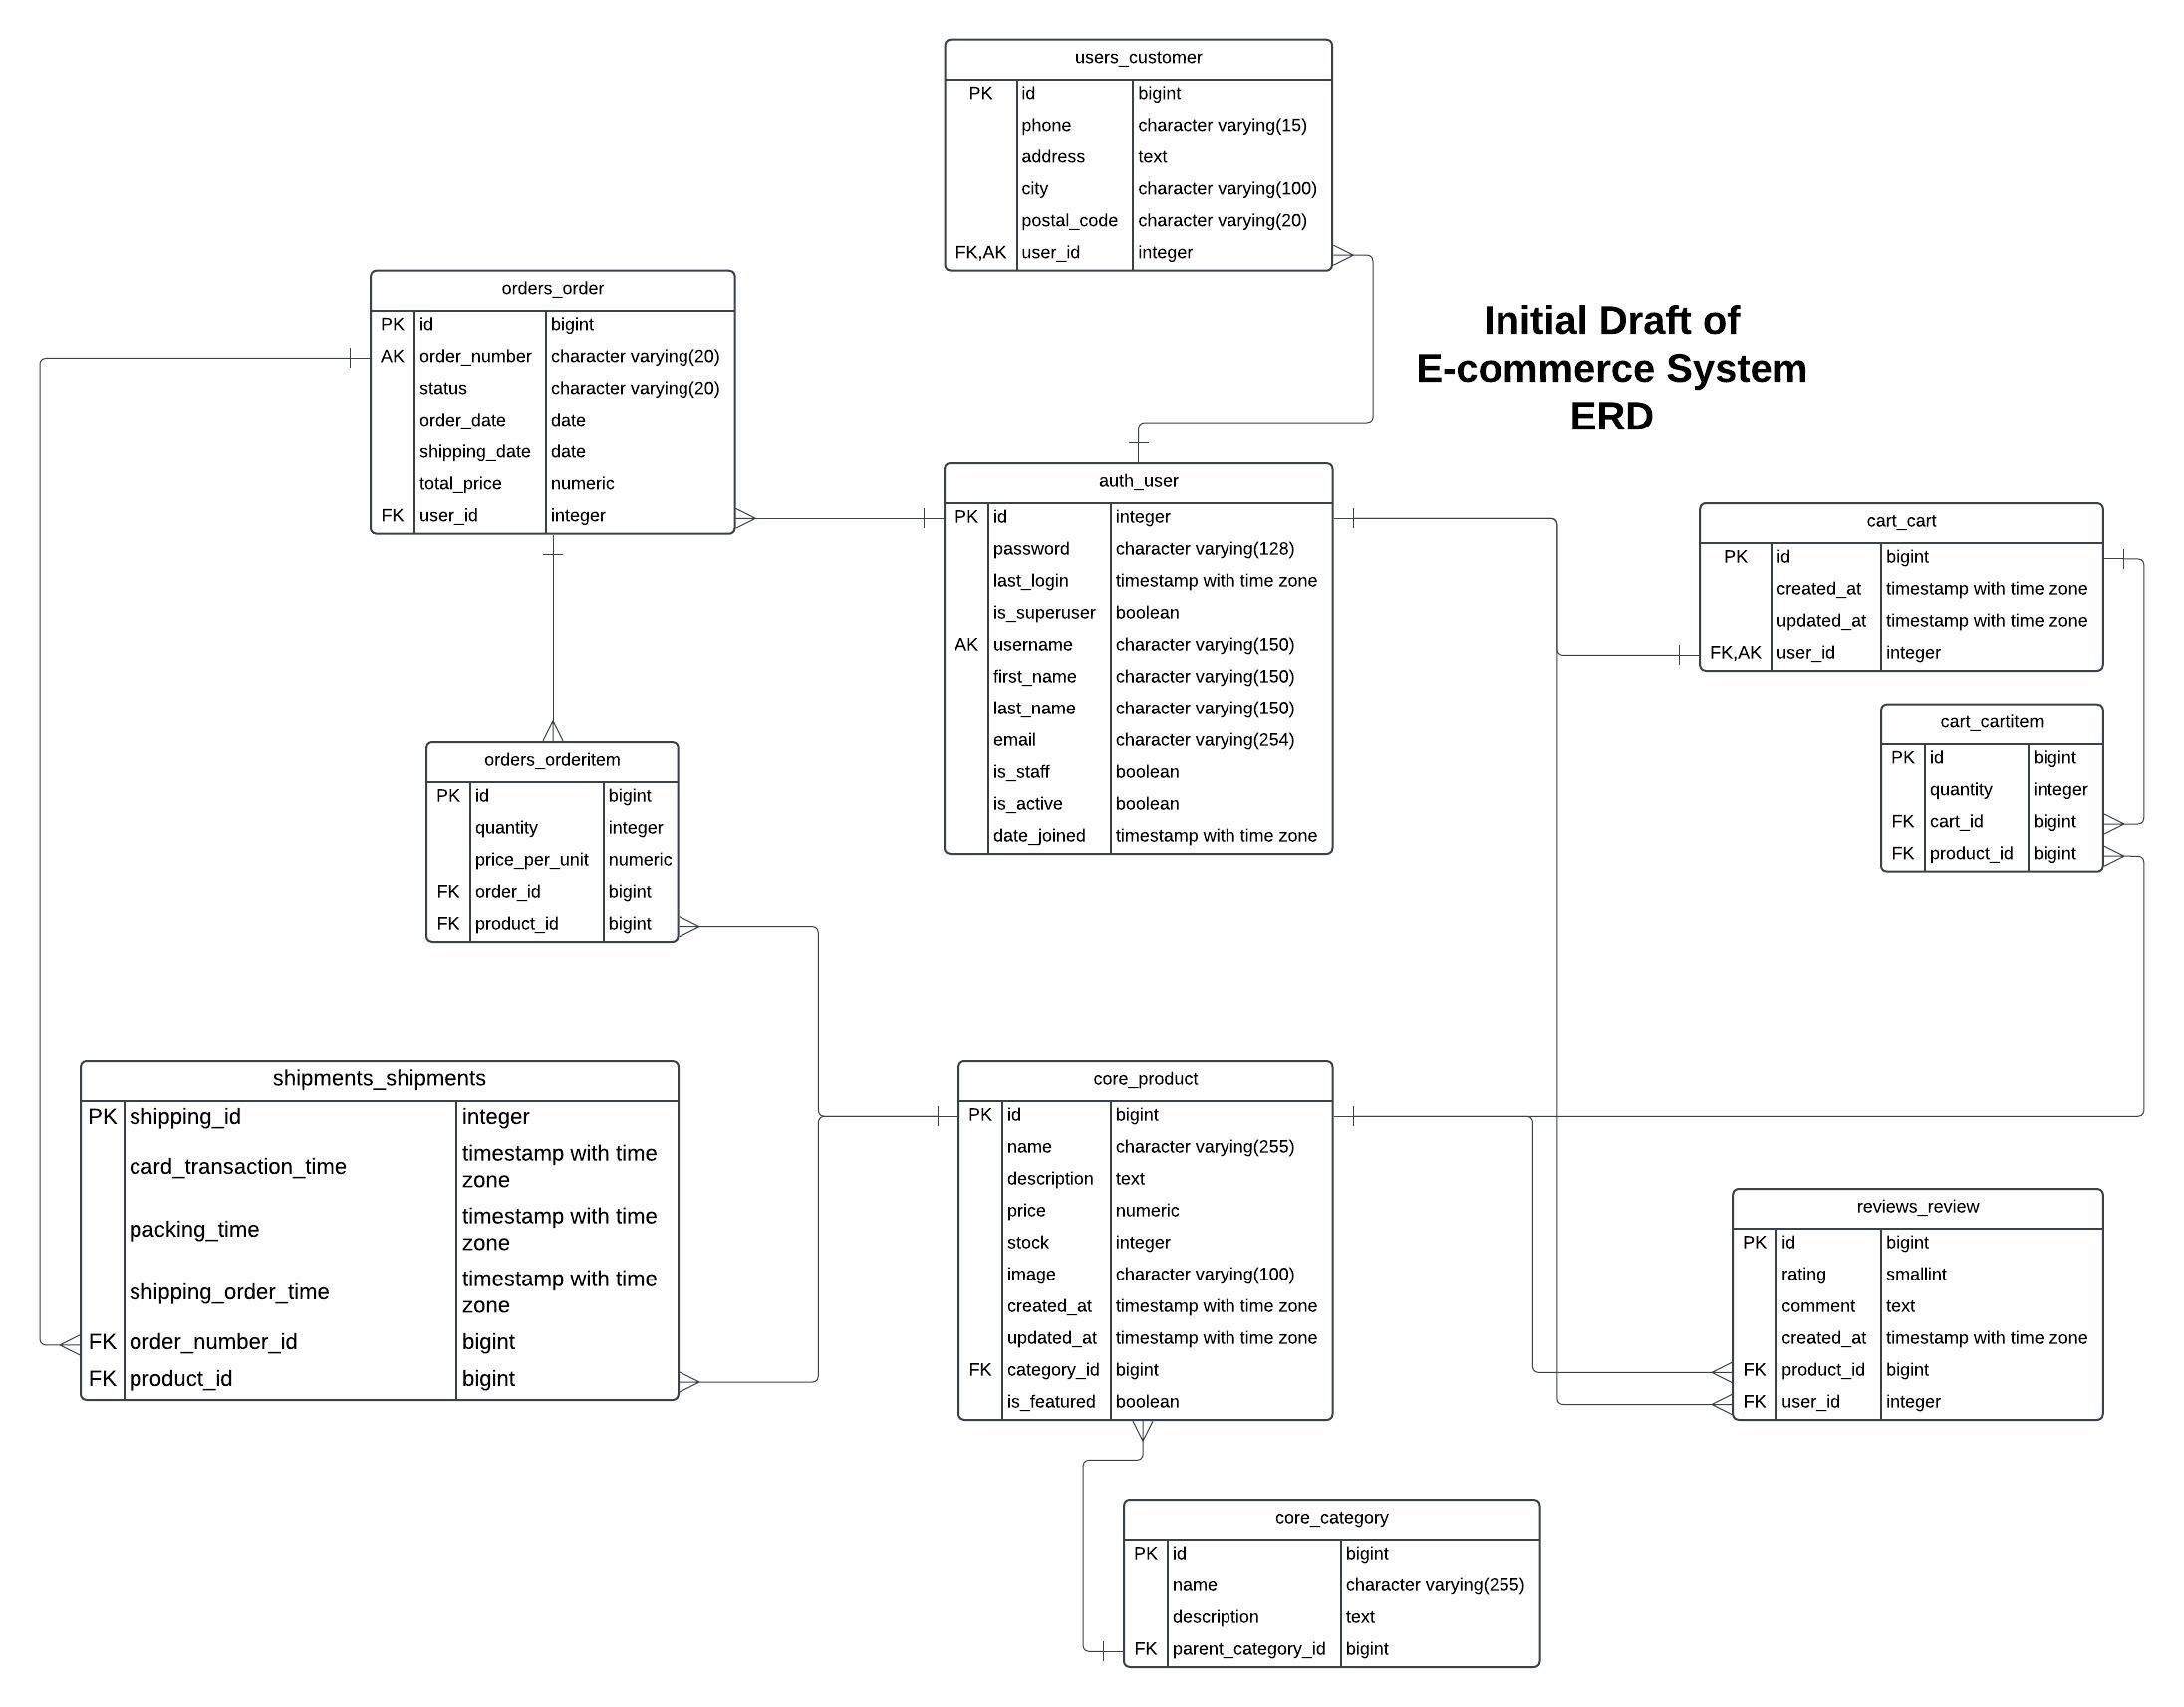 users_customer
PK id bigint
phone character varying(15)
address text
city character varying(100)
postal_code character varying(20)
FK,AK user_id integer
orders_order
PK id bigint
AK order_number character varying(20)
status character varying(20)
order_date date
shipping_date date
total_price numeric
FK user_id integer
Initial Draft of
E-commerce System
ERD
auth_user
PK id integer
password character varying(128)
last_login timestamp with time zone
is_superuser boolean
AK username character varying(150)
first_name character varying(150)
last_name character varying(150)
email character varying(254)
is_staff boolean
is_active boolean
date_joined timestamp with time zone
cart_cart
PK id bigint
created_at timestamp with time zone
updated_at timestamp with time zone
FK,AK user_id integer
cart_cartitem
PK id bigint
quantity integer
FK cart_id bigint
FK product_id bigint
orders_orderitem
PK id bigint
quantity integer
price_per_unit numeric
FK order_id bigint
FK product_id bigint
shipments_shipments
PK shipping_id integer
card_transaction_time timestamp with time
zone
packing_time timestamp with time
zone
shipping_order_time timestamp with time
zone
FK order_number_id bigint
FK product_id bigint
core_product
PK id bigint
name character varying(255)
description text
price numeric
stock integer
image character varying(100)
created_at timestamp with time zone
updated_at timestamp with time zone
FK category_id bigint
is_featured boolean
reviews_review
PK id bigint
rating smallint
comment text
created_at timestamp with time zone
FK product_id bigint
FK user_id integer
core_category
PK id bigint
name character varying(255)
description text
FK parent_category_id bigint